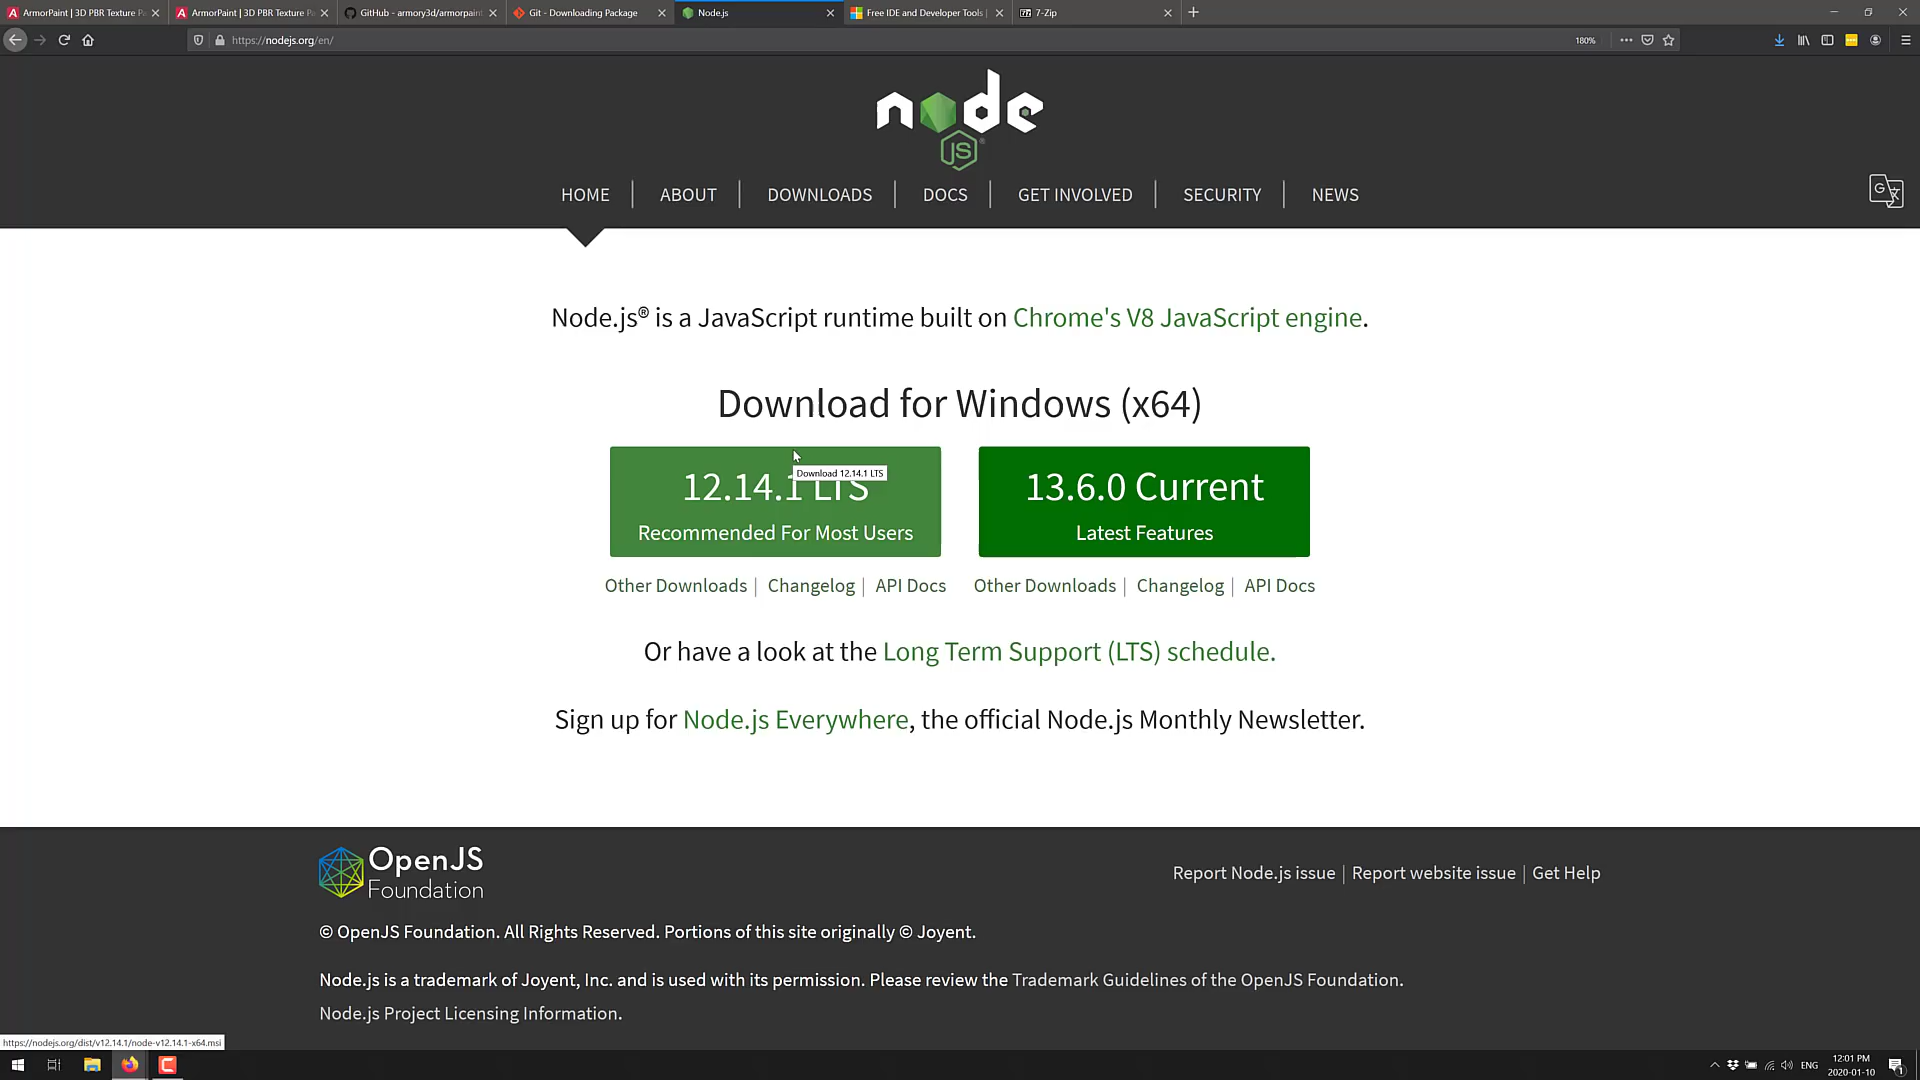 ArmorPaint | 3D PBR Texture Pa
ArmorPaint | 3D PBR Texture Pa
GitHub - armory3d/armorpaint
Git - Downloading Package
Node.js
Free IDE and Developer Tools |
7-Zip
https://nodejs.org/en/
180%
node
JS
HOME
ABOUT
DOWNLOADS
DOCS
GET INVOLVED
SECURITY
NEWS
Node.js® is a JavaScript runtime built on Chrome's V8 JavaScript engine.
Download for Windows (x64)
12.14.1 LTS
Download 12.14.1 LTS
Recommended For Most Users
13.6.0 Current
Latest Features
Other Downloads | Changelog | API Docs
Other Downloads | Changelog | API Docs
Or have a look at the Long Term Support (LTS) schedule.
Sign up for Node.js Everywhere, the official Node.js Monthly Newsletter.
OpenJS
Foundation
Report Node.js issue | Report website issue | Get Help
© OpenJS Foundation. All Rights Reserved. Portions of this site originally © Joyent.
Node.js is a trademark of Joyent, Inc. and is used with its permission. Please review the Trademark Guidelines of the OpenJS Foundation.
Node.js Project Licensing Information.
https://nodejs.org/dist/v12.14.1/node-v12.14.1-x64.msi
ENG
12:01 PM
2020-01-10